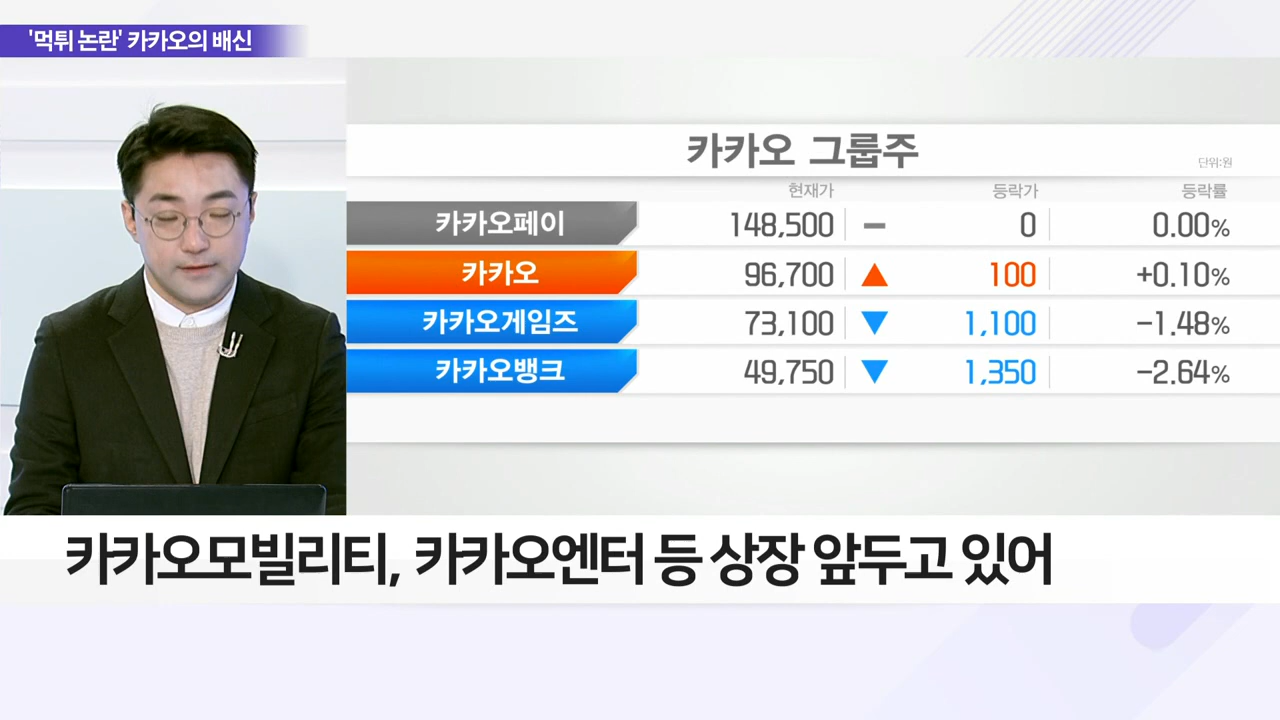 '먹튀 논란' 카카오의 배신
카카오 그룹주
단위:원
현재가 등락가 등락률
카카오페이 148,500 - 0 0.00%
카카오 96,700 ▲ 100 +0.10%
카카오게임즈 73,100 ▼ 1,100 -1.48%
카카오뱅크 49,750 ▼ 1,350 -2.64%
카카오모빌리티, 카카오엔터 등 상장 앞두고 있어